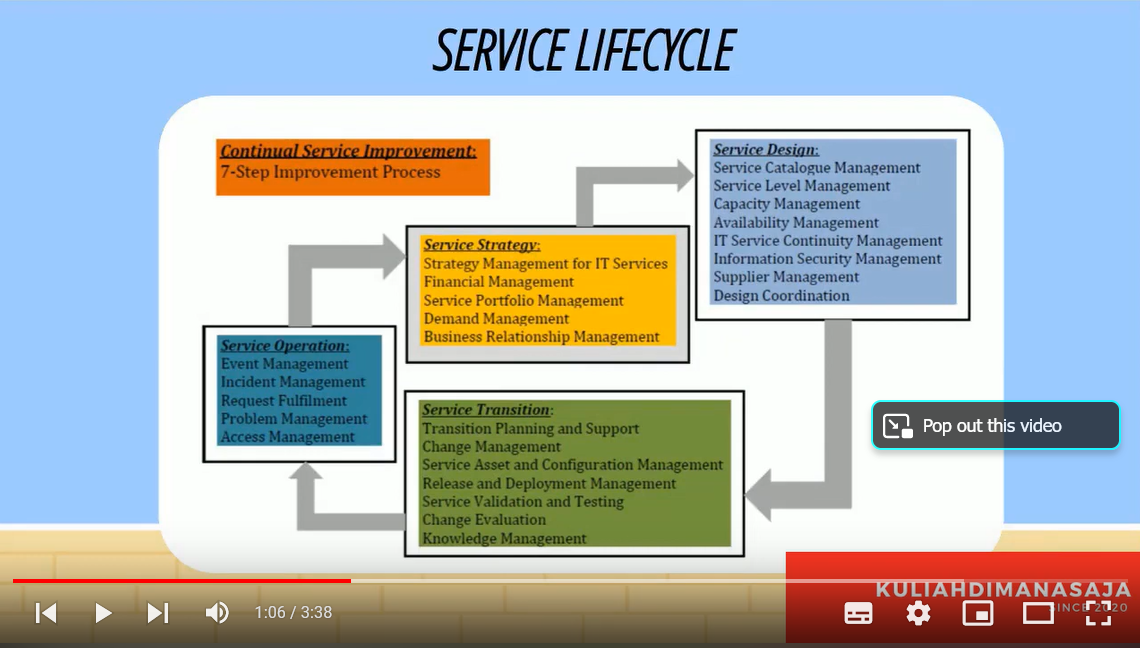 SERVICE LIFECYCLE
Continual Service Improvement:
7-Step Improvement Process
Service Design:
Service Catalogue Management
Service Level Management
Capacity Management
Availability Management
IT Service Continuity Management
Information Security Management
Supplier Management
Design Coordination
Service Strategy:
Strategy Management for IT Services
Financial Management
Service Portfolio Management
Demand Management
Business Relationship Management
Service Operation:
Event Management
Incident Management
Request Fulfilment
Problem Management
Access Management
Service Transition:
Transition Planning and Support
Change Management
Service Asset and Configuration Management
Release and Deployment Management
Service Validation and Testing
Change Evaluation
Knowledge Management
Pop out this video
KULIAHDIMANASAJA
SINCE 2020
1:06 / 3:38